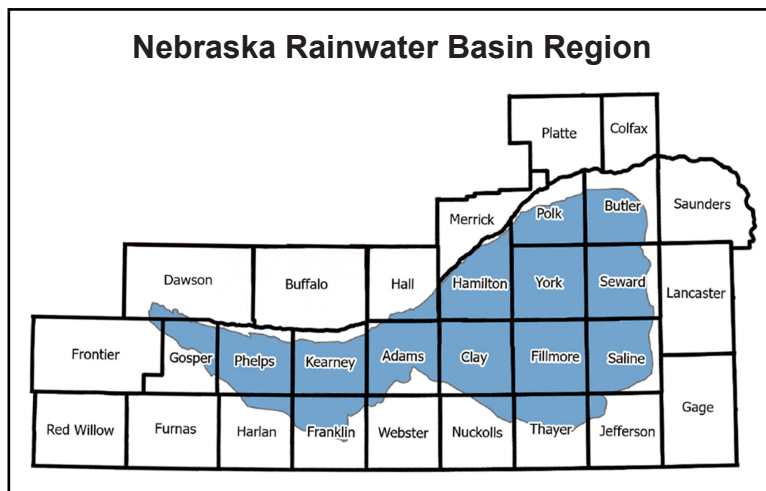 Nebraska Rainwater Basin Region
Platte
Colfax
Merrick
Polk
Butler
Saunders
Dawson
Buffalo
Hall
Hamilton
York
Seward
Lancaster
Frontier
Gosper
Phelps
Kearney
Adams
Clay
Fillmore
Saline
Gage
Red Willow
Furnas
Harlan
Franklin
Webster
Nuckolls
Thayer
Jefferson